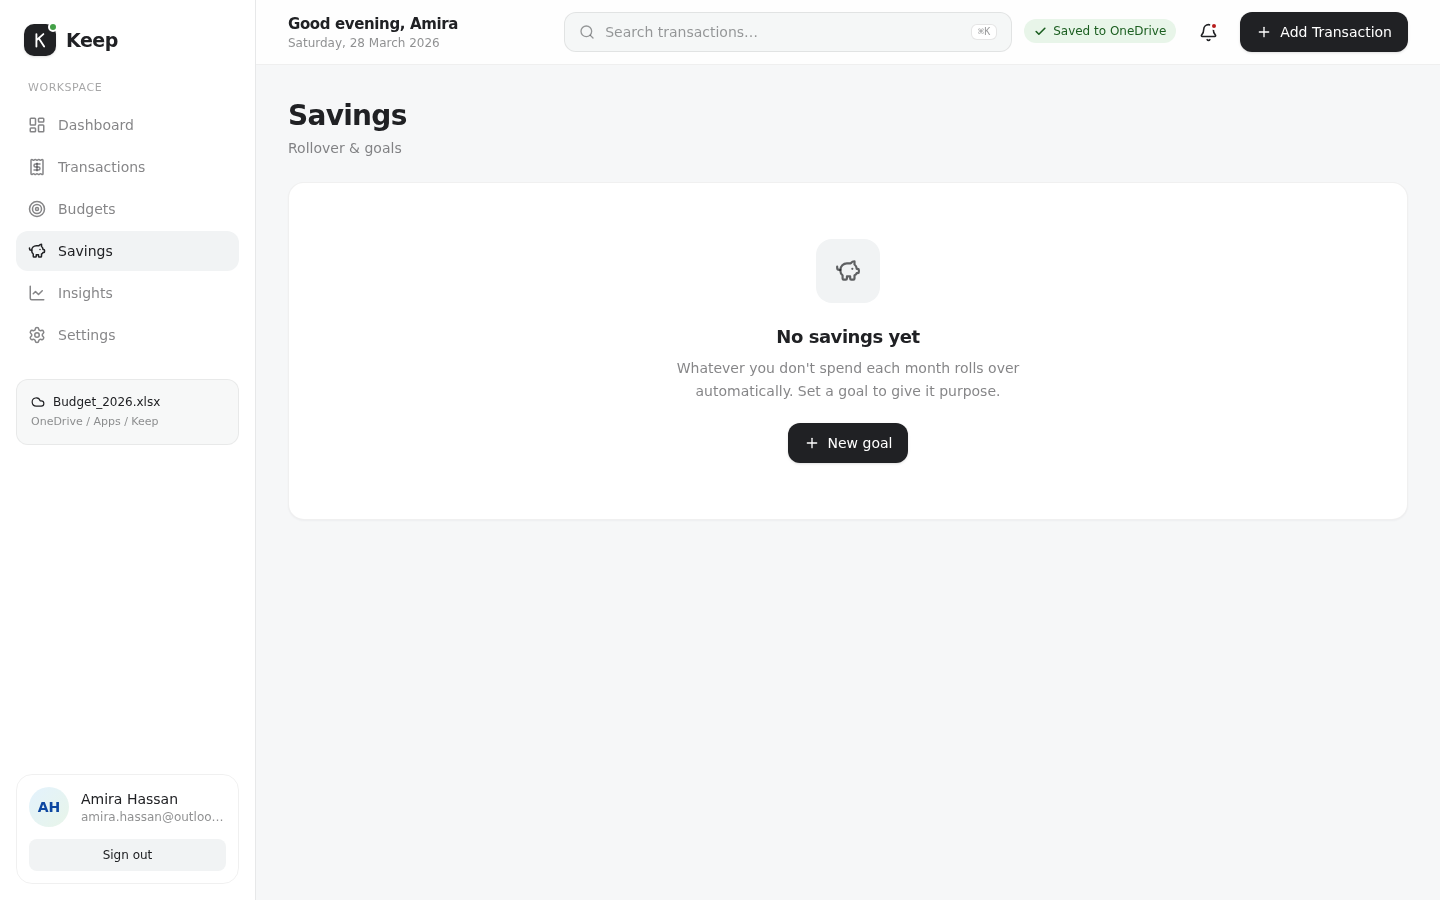 Keep
WORKSPACE
Dashboard
Transactions
Budgets
Savings
Insights
Settings
Budget_2026.xlsx
OneDrive / Apps / Keep
AH
Amira Hassan
amira.hassan@outloo...
Sign out
Good evening, Amira
Saturday, 28 March 2026
Search transactions...
⌘K
Saved to OneDrive
Add Transaction
Savings
Rollover & goals
No savings yet
Whatever you don't spend each month rolls over
automatically. Set a goal to give it purpose.
New goal